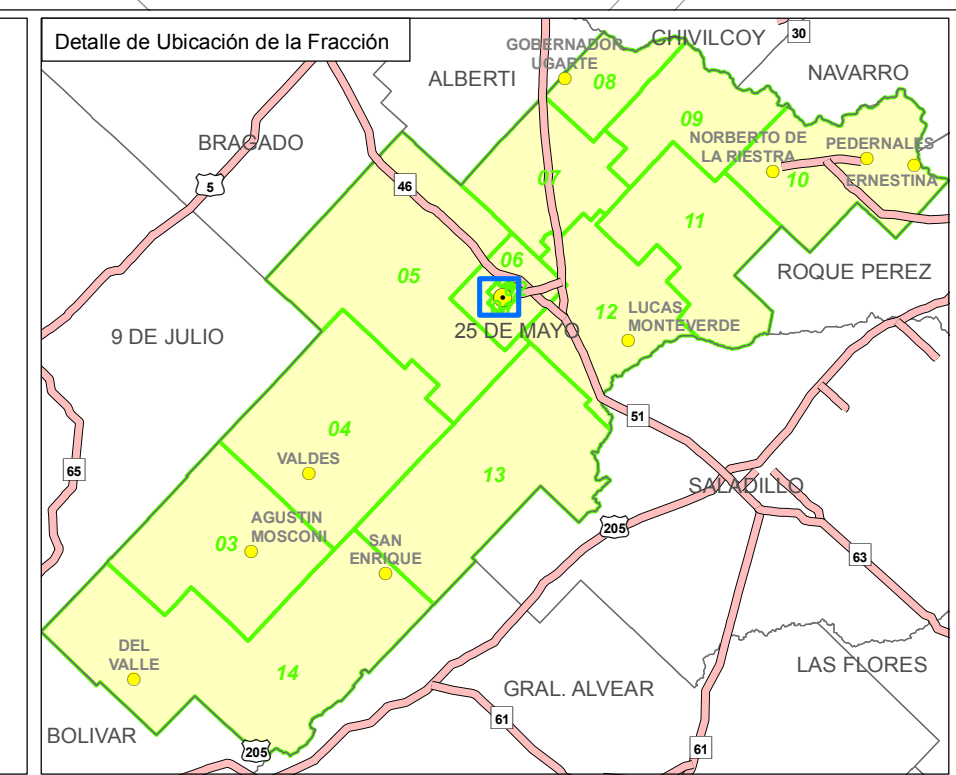 Detalle de Ubicación de la Fracción
CHIVILCOY
30
GOBERNADOR
UGARTE
ALBERTI
08
NAVARRO
BRAGADO
09
NORBERTO DE
LA RIESTRA
PEDERNALES
5
46
07
10
ERNESTINA
11
05
06
ROQUE PEREZ
9 DE JULIO
25 DE MAYO
12
LUCAS
MONTEVERDE
51
04
VALDES
13
65
SALADILLO
AGUSTIN
MOSCONI
03
SAN
ENRIQUE
205
63
DEL
VALLE
14
LAS FLORES
GRAL. ALVEAR
61
BOLIVAR
205
61